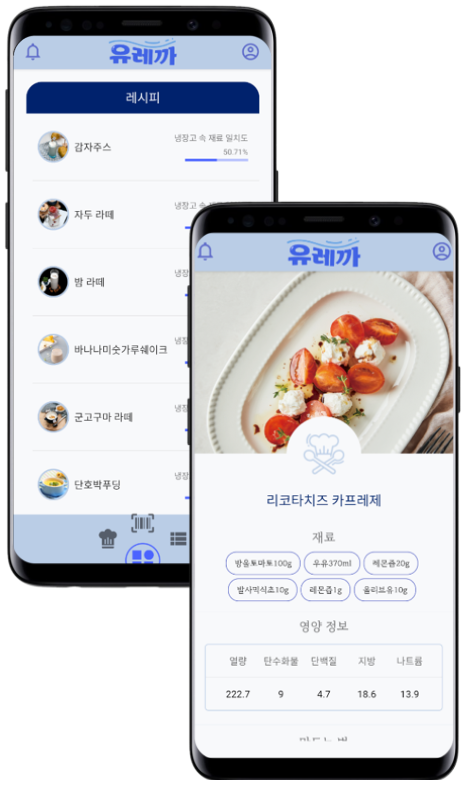 유레까
레시피
감자주스
냉장고 속 재료 일치도
50.71%
자두 라떼
냉장고 속
밤 라떼
냉장
바나나미숫가루쉐이크
냉장
군고구마 라떼
냉장
단호박푸딩
냉장
유레까
리코타치즈 카프레제
재료
방울토마토100g
우유370ml
레몬즙20g
발사믹식초10g
레몬즙1g
올리브유10g
영양 정보
열량 탄수화물 단백질 지방 나트륨
222.7 9 4.7 18.6 13.9